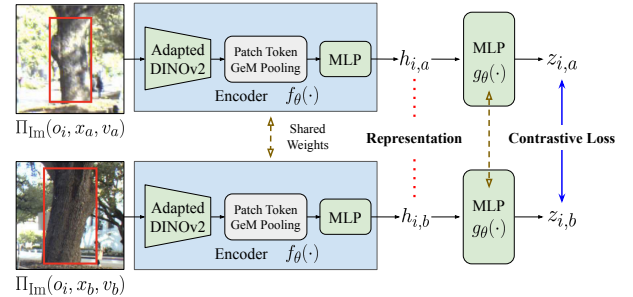 Adapted
DINOv2
Patch Token
GeM Pooling
MLP
Encoder f_θ(·)
h_{i,a}
MLP
g_θ(·)
z_{i,a}
Π_Im(o_i, x_a, v_a)
Shared
Weights
Representation
Contrastive Loss
Adapted
DINOv2
Patch Token
GeM Pooling
MLP
Encoder f_θ(·)
h_{i,b}
MLP
g_θ(·)
z_{i,b}
Π_Im(o_i, x_b, v_b)